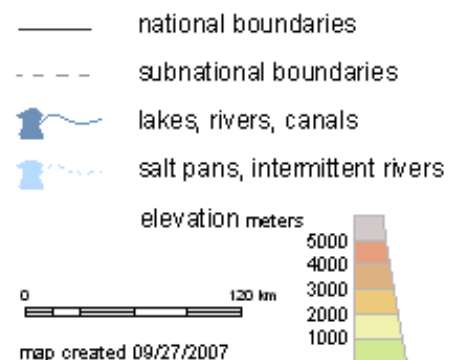 national boundaries
subnational boundaries
lakes, rivers, canals
salt pans, intermittent rivers
elevation meters
5000
4000
3000
2000
1000
0 120 km
map created 09/27/2007